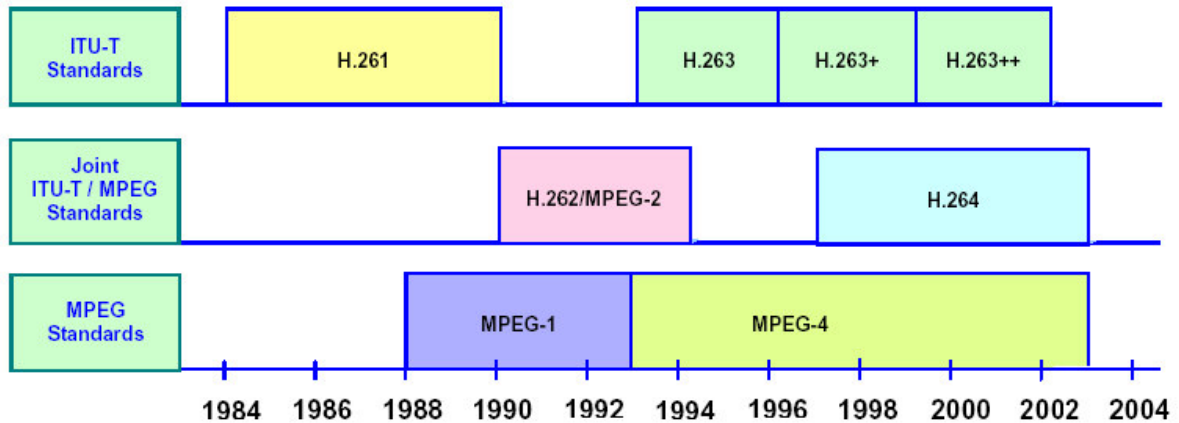 ITU-T
Standards
H.261
H.263
H.263+
H.263++
Joint
ITU-T / MPEG
Standards
H.262/MPEG-2
H.264
MPEG
Standards
MPEG-1
MPEG-4
1984 1986 1988 1990 1992 1994 1996 1998 2000 2002 2004